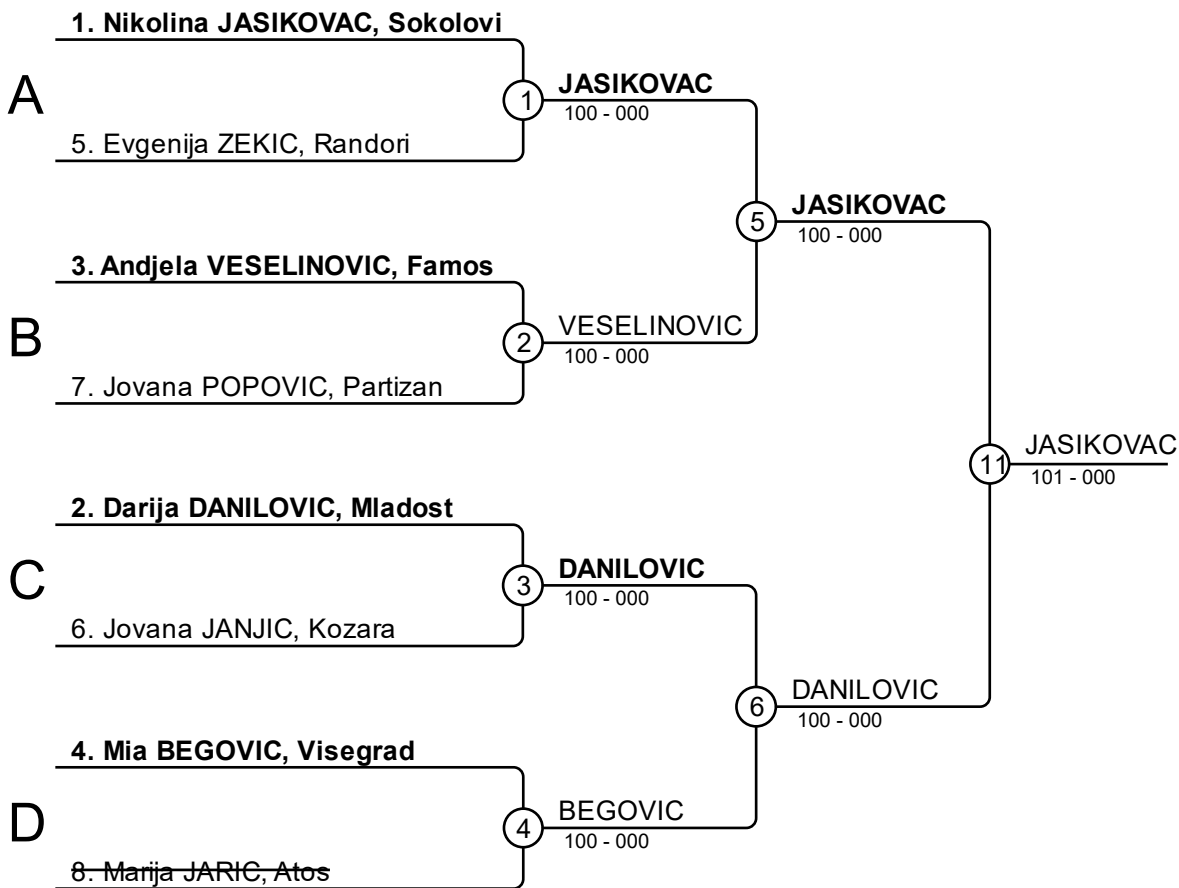 1. Nikolina JASIKOVAC, Sokolovi
A
1
JASIKOVAC
100 - 000
5. Evgenija ZEKIC, Randori
5
JASIKOVAC
100 - 000
3. Andjela VESELINOVIC, Famos
B
2
VESELINOVIC
100 - 000
7. Jovana POPOVIC, Partizan
11
JASIKOVAC
101 - 000
2. Darija DANILOVIC, Mladost
C
3
DANILOVIC
100 - 000
6. Jovana JANJIC, Kozara
6
DANILOVIC
100 - 000
4. Mia BEGOVIC, Visegrad
D
4
BEGOVIC
100 - 000
8. Marija JARIC, Atos